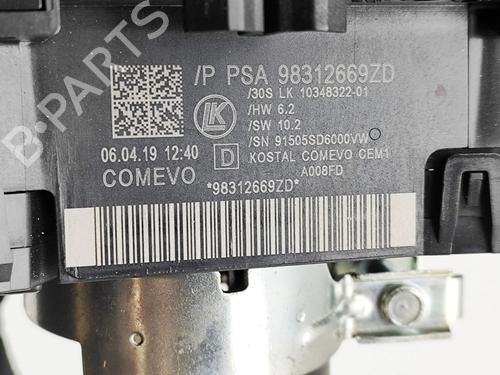 /P PSA 98312669ZD
/30S LK 10348322-01
LK
/HW 6.2
/SW 10.2
/SN 91505SD6000VW
06.04.19 12:40
D
KOSTAL COMEVO CEM1
COMEVO
A008FD
*98312669ZD*
B-PARTS